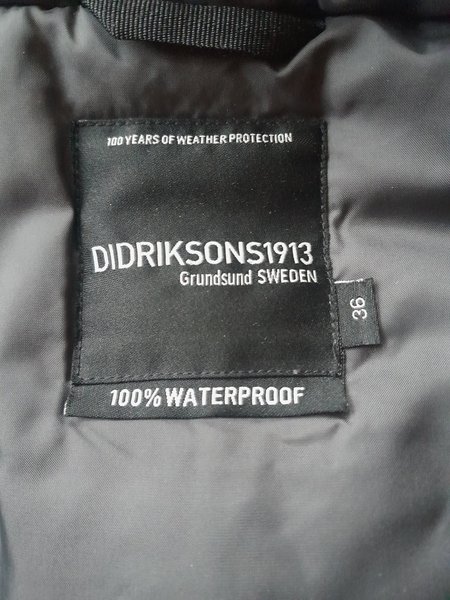 100 YEARS OF WEATHER PROTECTION
DIDRIKSONS1913
Grundsund SWEDEN
36
100% WATERPROOF